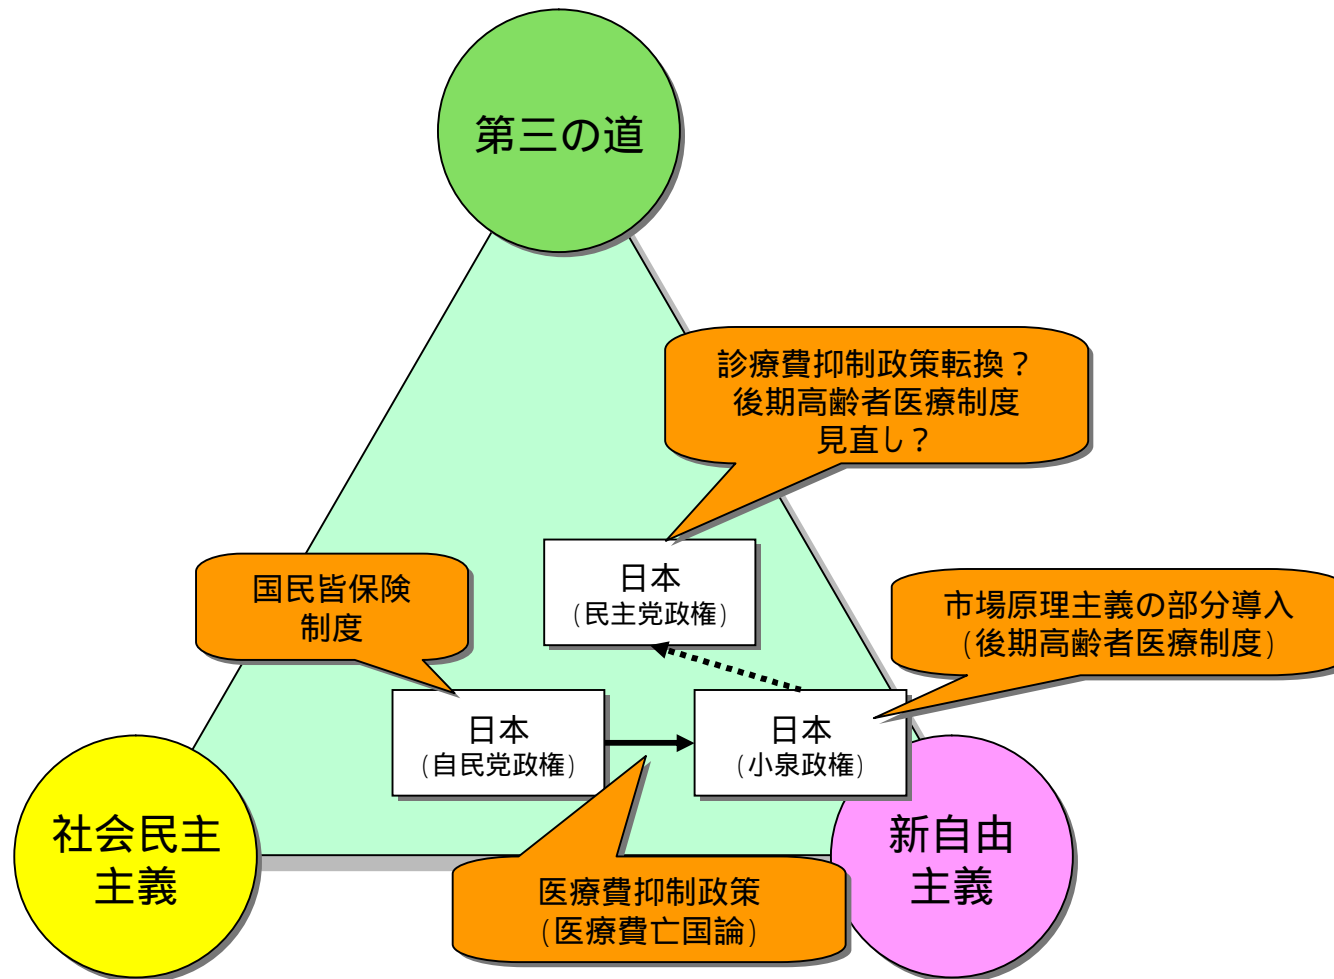 第三の道
診療費抑制政策転換？
後期高齢者医療制度
見直し？
国民皆保険
制度
日本
(民主党政権)
市場原理主義の部分導入
(後期高齢者医療制度)
日本
(自民党政権)
日本
(小泉政権)
社会民主
主義
新自由
主義
医療費抑制政策
(医療費亡国論)